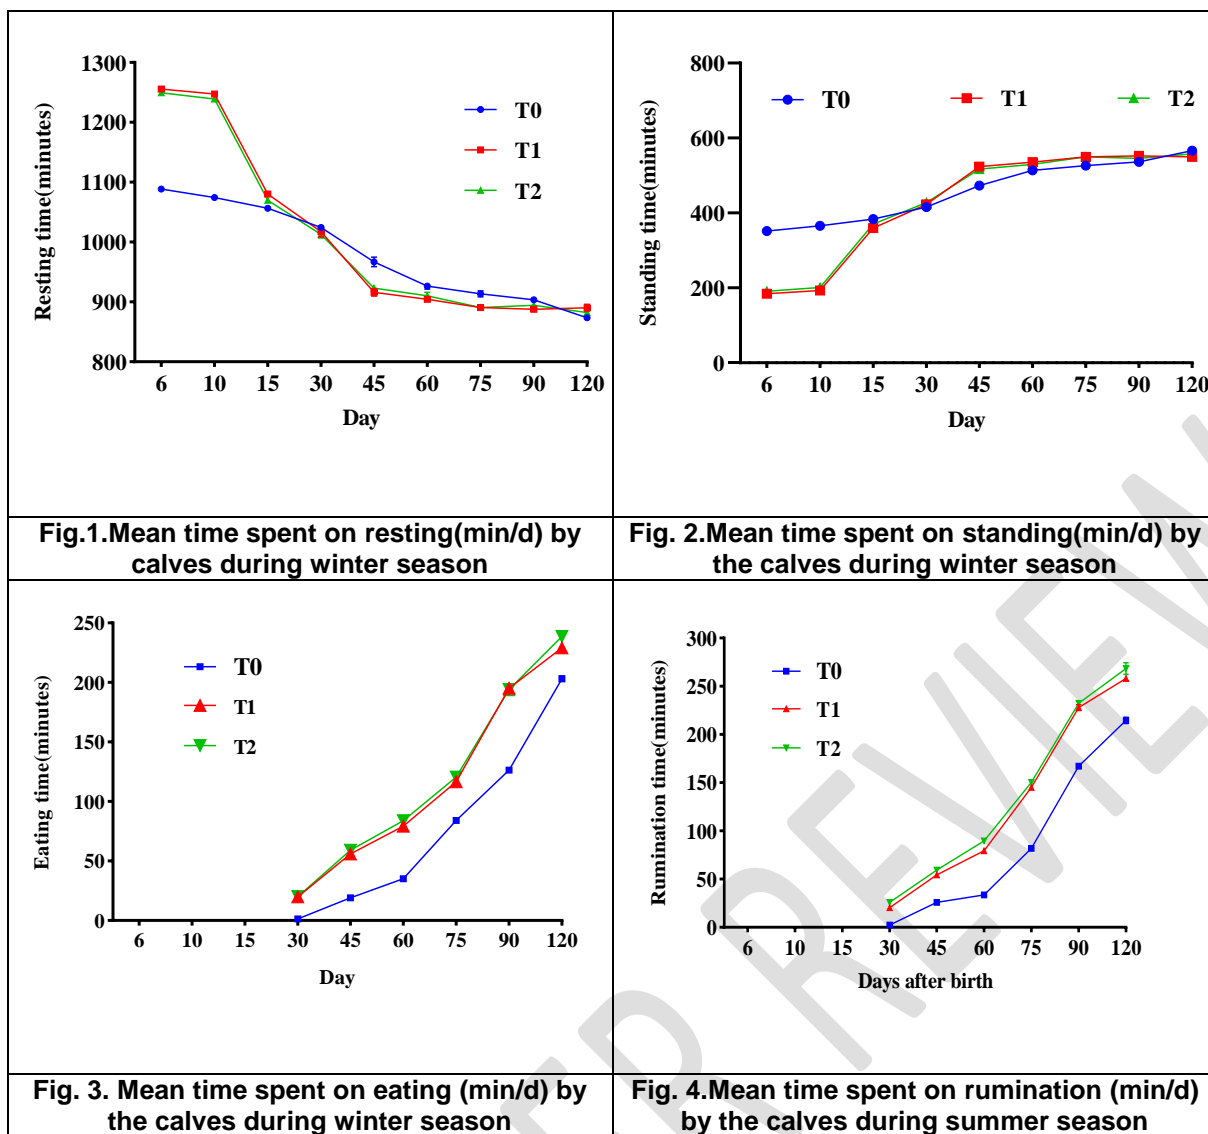 1300
1200
1100
1000
900
800
Resting time(minutes)
T0
T1
T2
6 10 15 30 45 60 75 90 120
Day
800
600
400
200
0
Standing time(minutes)
T0 T1 T2
6 10 15 30 45 60 75 90 120
Day
Fig.1.Mean time spent on resting(min/d) by
calves during winter season
Fig. 2.Mean time spent on standing(min/d) by
the calves during winter season
250
200
150
100
50
0
Eating time(minutes)
T0
T1
T2
6 10 15 30 45 60 75 90 120
Day
300
250
200
150
100
50
0
Rumination time(minutes)
T0
T1
T2
6 10 15 30 45 60 75 90 120
Days after birth
Fig. 3. Mean time spent on eating (min/d) by
the calves during winter season
Fig. 4.Mean time spent on rumination (min/d)
by the calves during summer season
ER REVIEW